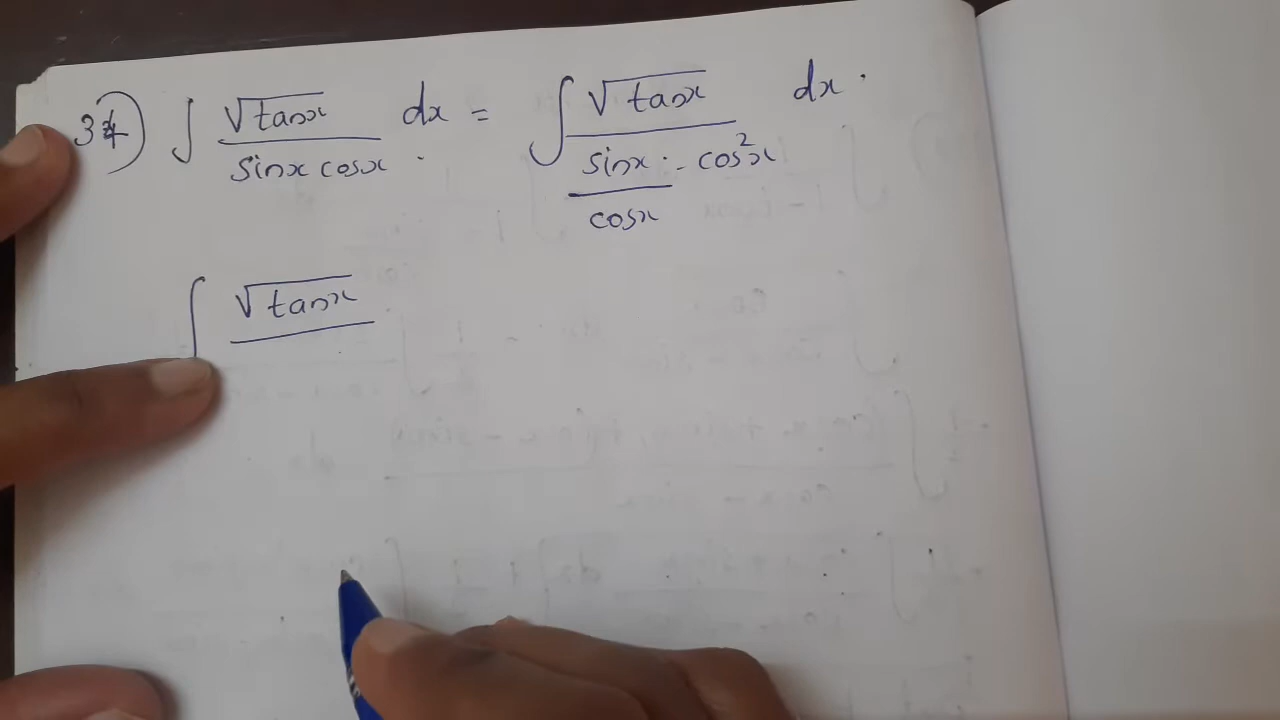 34) ∫ √tanx / sinx cosx dx = ∫ √tanx / (sinx / cosx · cos²x) dx.
∫ √tanx